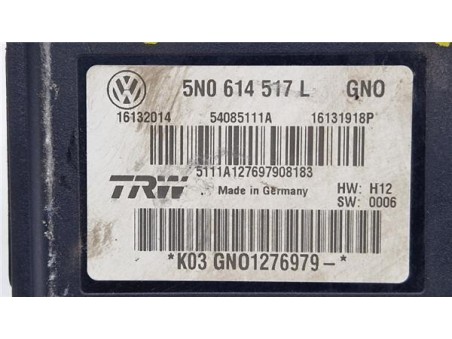 5N0 614 517 L GNO
16132014 54085111A 16131918P
5111A127697908183
TRW Made in Germany HW: H12
SW: 0006
*K03 GNO1276979-*